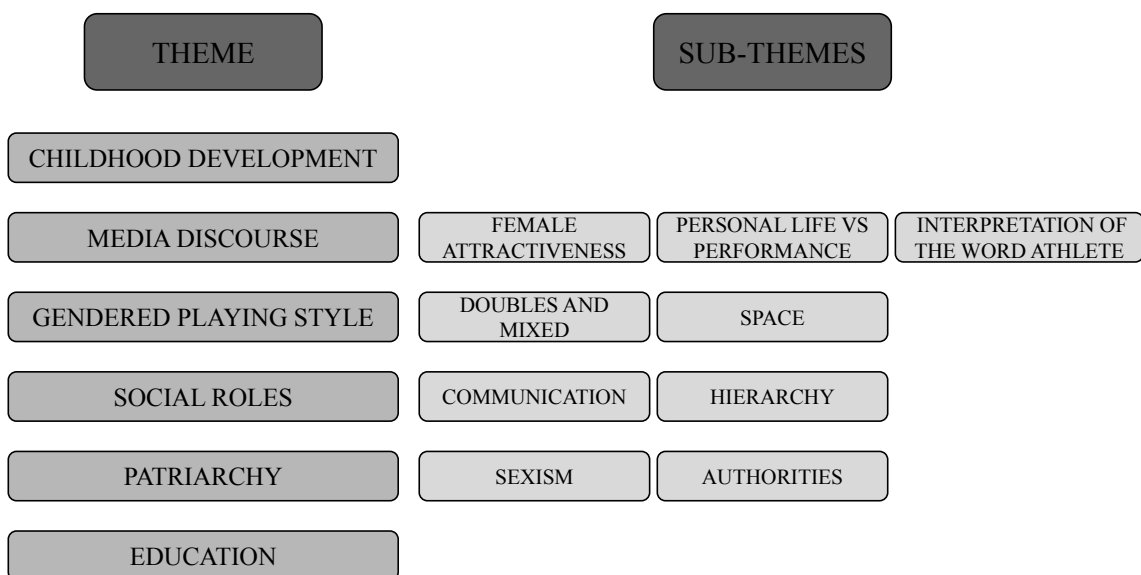 THEME
SUB-THEMES
CHILDHOOD DEVELOPMENT
MEDIA DISCOURSE
FEMALE
ATTRACTIVENESS
PERSONAL LIFE VS
PERFORMANCE
INTERPRETATION OF
THE WORD ATHLETE
GENDERED PLAYING STYLE
DOUBLES AND
MIXED
SPACE
SOCIAL ROLES
COMMUNICATION
HIERARCHY
PATRIARCHY
SEXISM
AUTHORITIES
EDUCATION